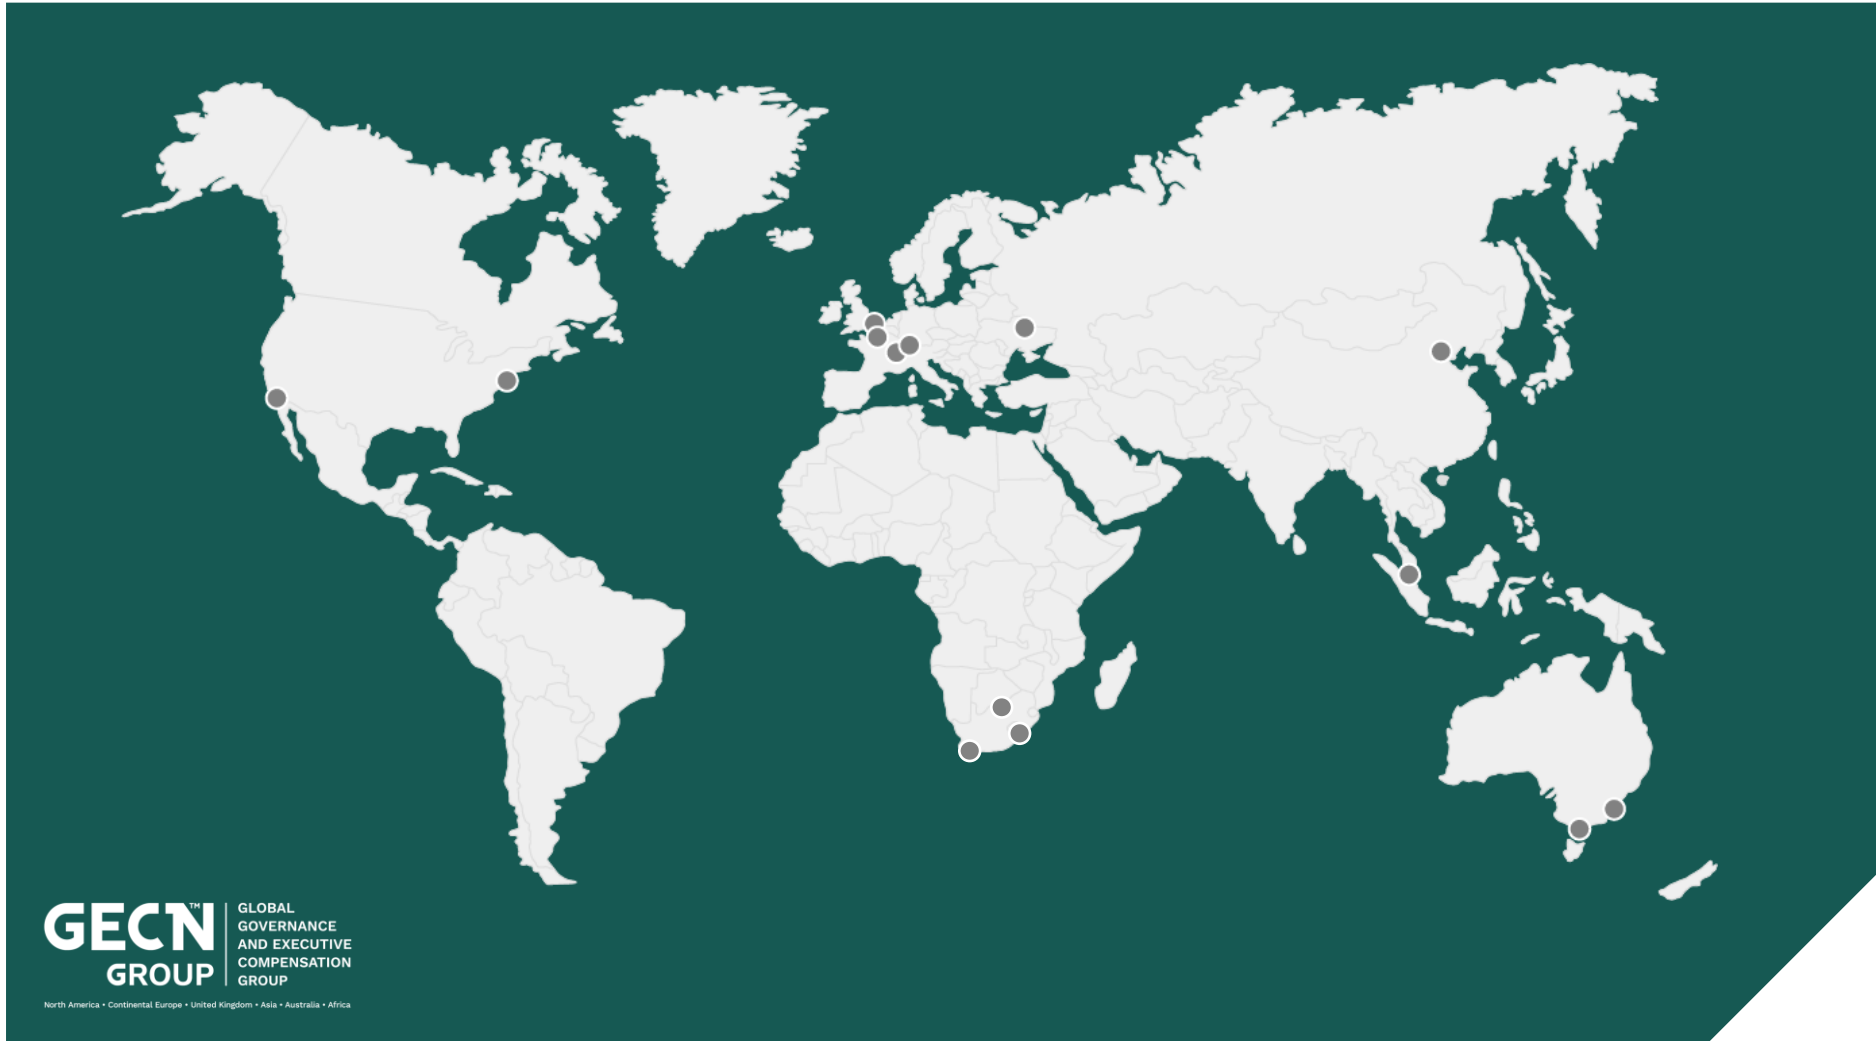 GECN™
GROUP
GLOBAL
GOVERNANCE
AND EXECUTIVE
COMPENSATION
GROUP
North America • Continental Europe • United Kingdom • Asia • Australia • Africa